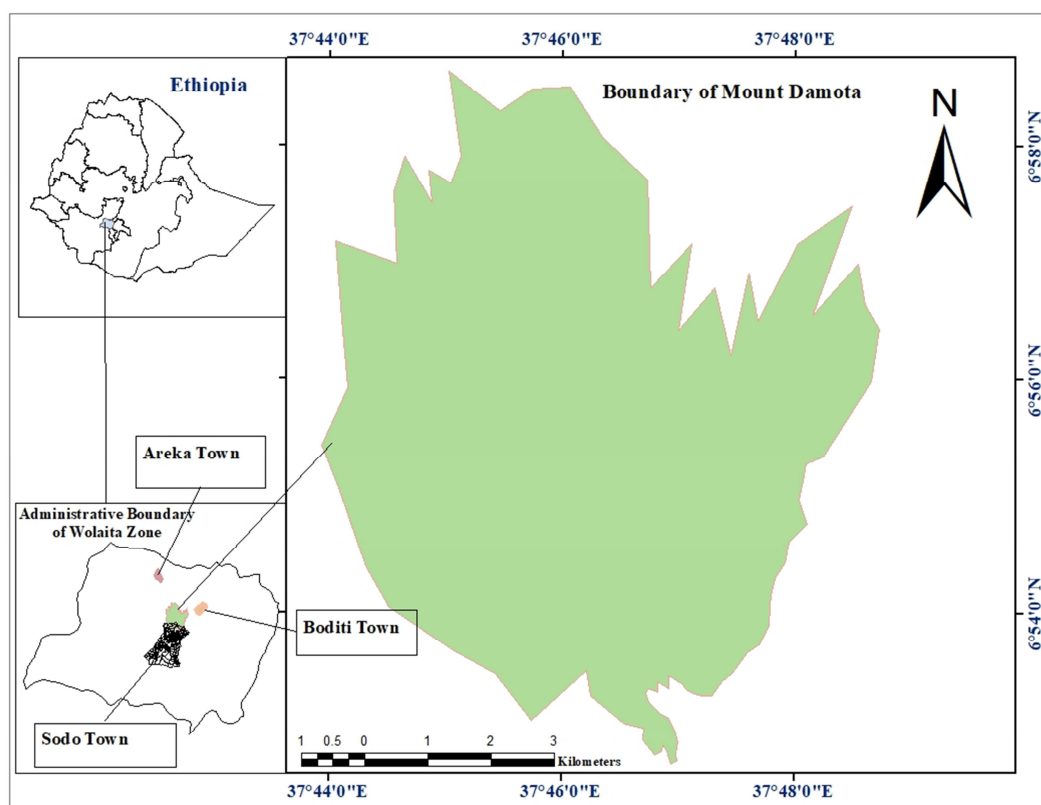 37°44'0"E
37°46'0"E
37°48'0"E
Ethiopia
Boundary of Mount Damota
N
6°58'0"N
6°56'0"N
Areka Town
Administrative Boundary
of Wolaita Zone
Boditi Town
6°54'0"N
Sodo Town
1 0.5 0 1 2 3
Kilometers
37°44'0"E
37°46'0"E
37°48'0"E